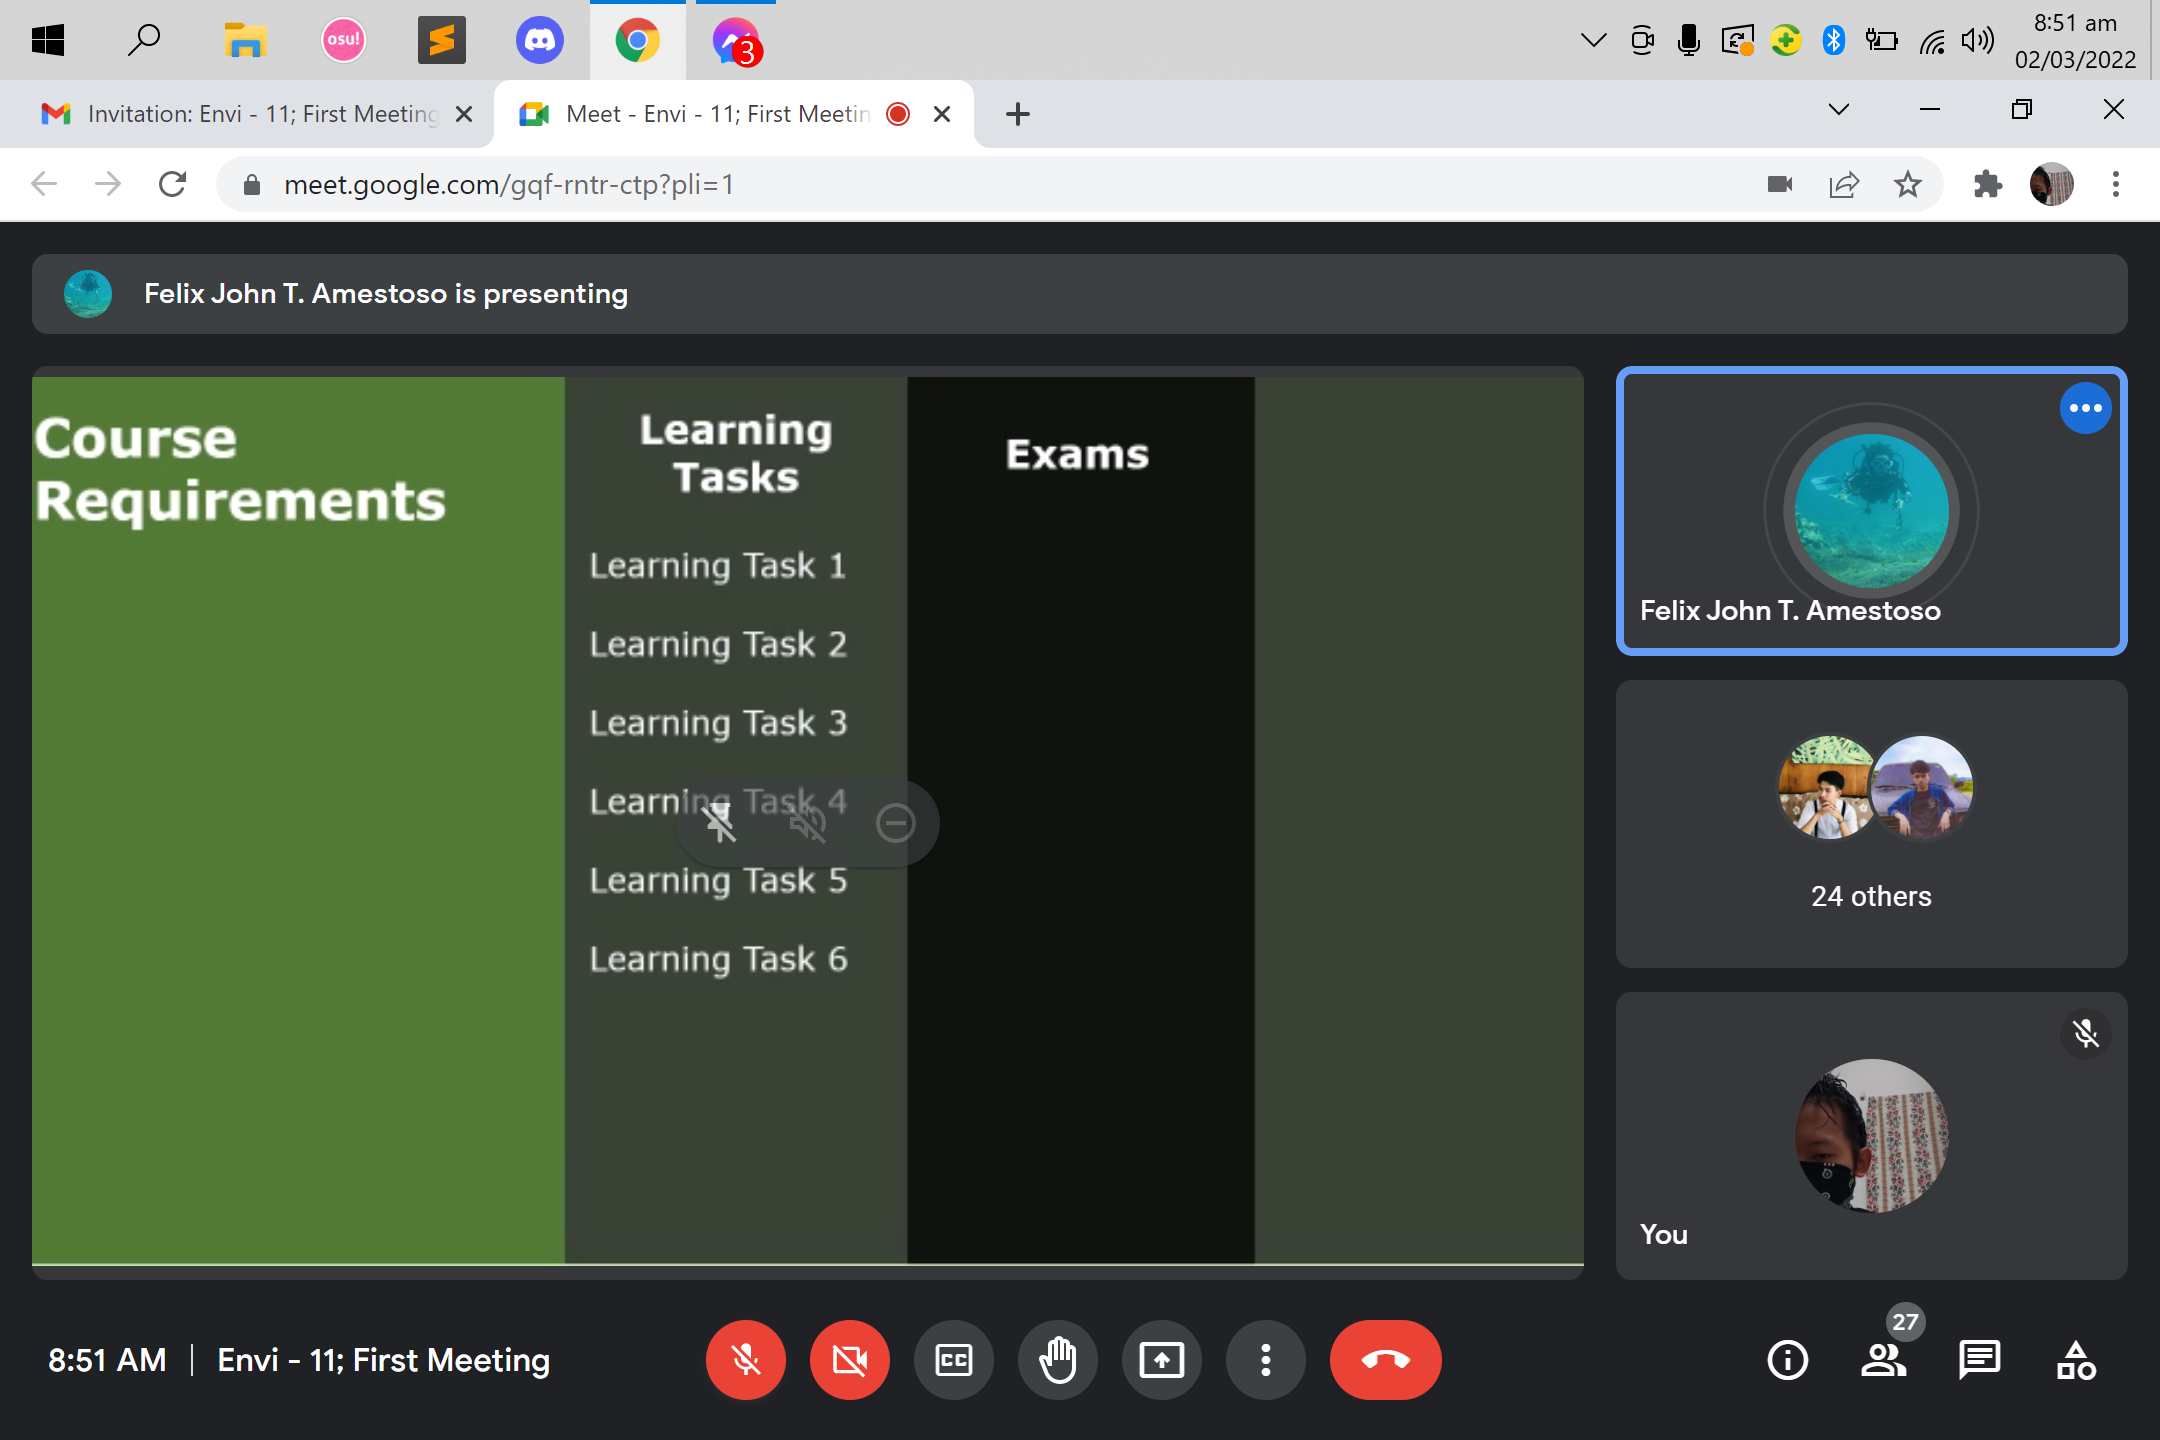 osu!
3
8:51 am
02/03/2022
Invitation: Envi - 11; First Meeting
Meet - Envi - 11; First Meetin
meet.google.com/gqf-rntr-ctp?pli=1
Felix John T. Amestoso is presenting
Course
Requirements
Learning
Tasks
Learning Task 1
Learning Task 2
Learning Task 3
Learning Task 4
Learning Task 5
Learning Task 6
Exams
Felix John T. Amestoso
24 others
You
8:51 AM | Envi - 11; First Meeting
CC
27